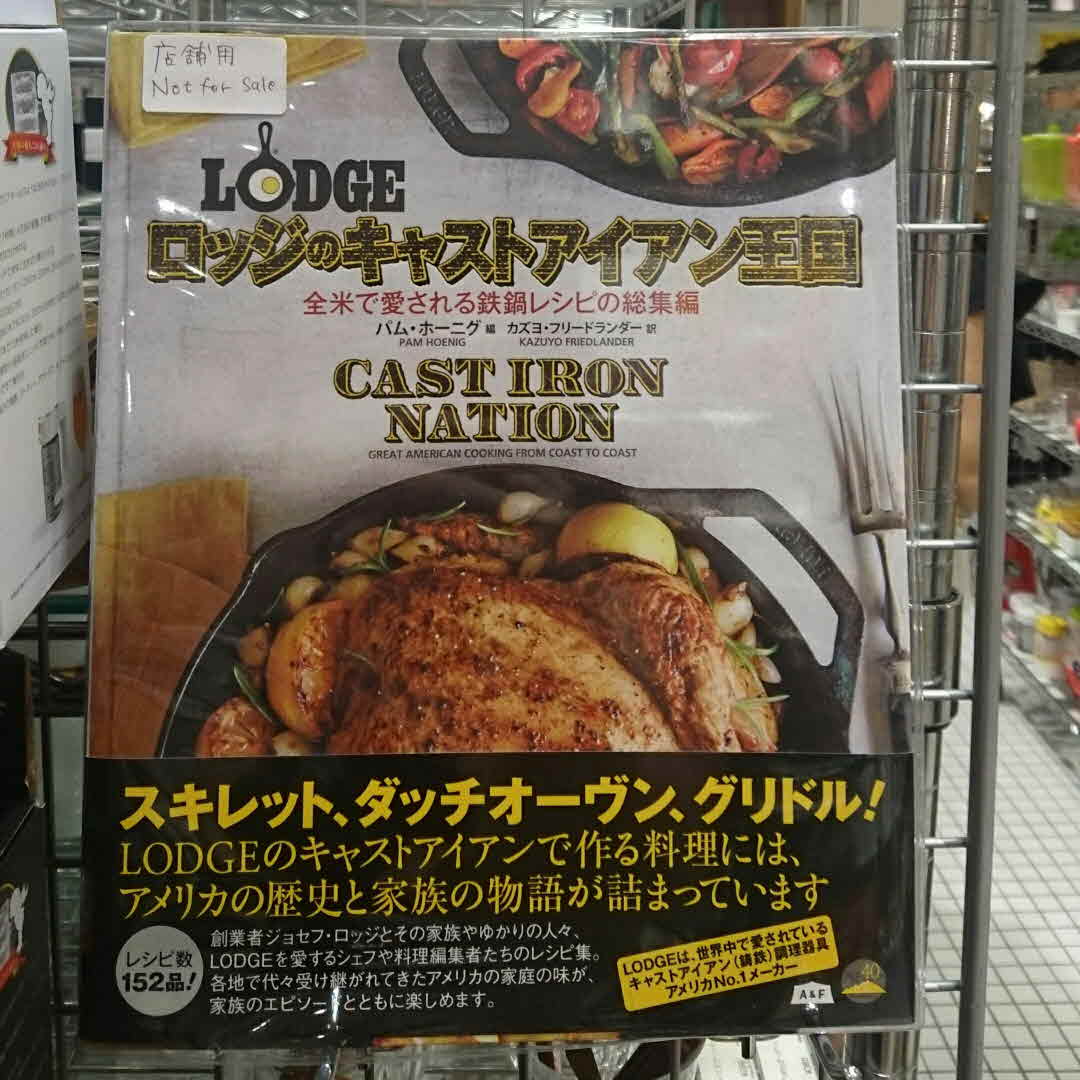 店舗用
Not for sale
LODGE
ロッジのキャストアイアン王国
全米で愛される鉄鍋レシピの総集編
パム・ホーニグ 編 カズヨ・フリードランダー 訳
PAM HOENIG KAZUYO FRIEDLANDER
CAST IRON
NATION
GREAT AMERICAN COOKING FROM COAST TO COAST
スキレット、ダッチオーヴン、グリドル!
LODGEのキャストアイアンで作る料理には、
アメリカの歴史と家族の物語が詰まっています
レシピ数
152品!
創業者ジョセフ・ロッジとその家族やゆかりの人々、
LODGEを愛するシェフや料理編集者たちのレシピ集。
各地で代々受け継がれてきたアメリカの家庭の味が、
家族のエピソードとともに楽しめます。
LODGEは、世界中で愛されている
キャストアイアン(鋳鉄)調理器具
アメリカNo.1メーカー
A&F
40